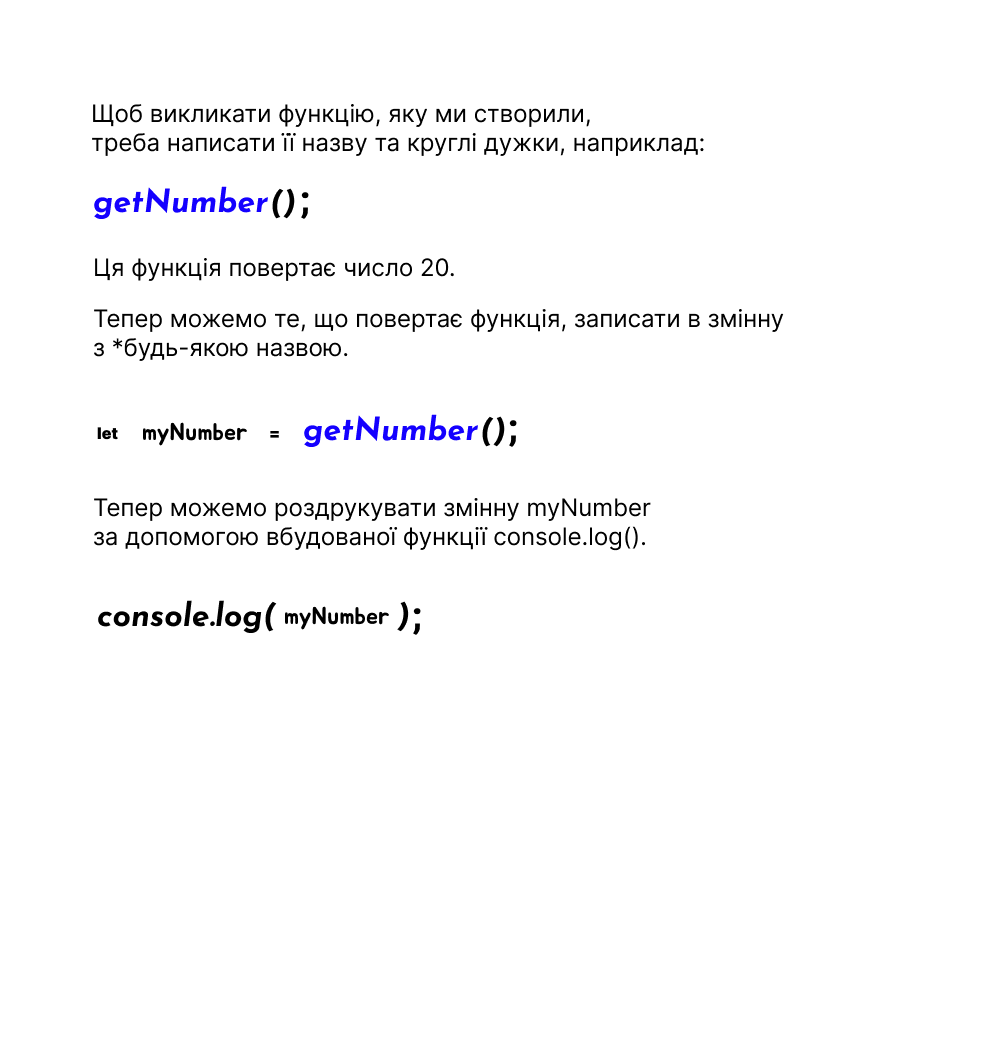 Щоб викликати функцію, яку ми створили,
треба написати її назву та круглі дужки, наприклад:
getNumber();
Ця функція повертає число 20.
Тепер можемо те, що повертає функція, записати в змінну
з *будь-якою назвою.
let myNumber = getNumber();
Тепер можемо роздрукувати змінну myNumber
за допомогою вбудованої функції console.log().
console.log( myNumber );